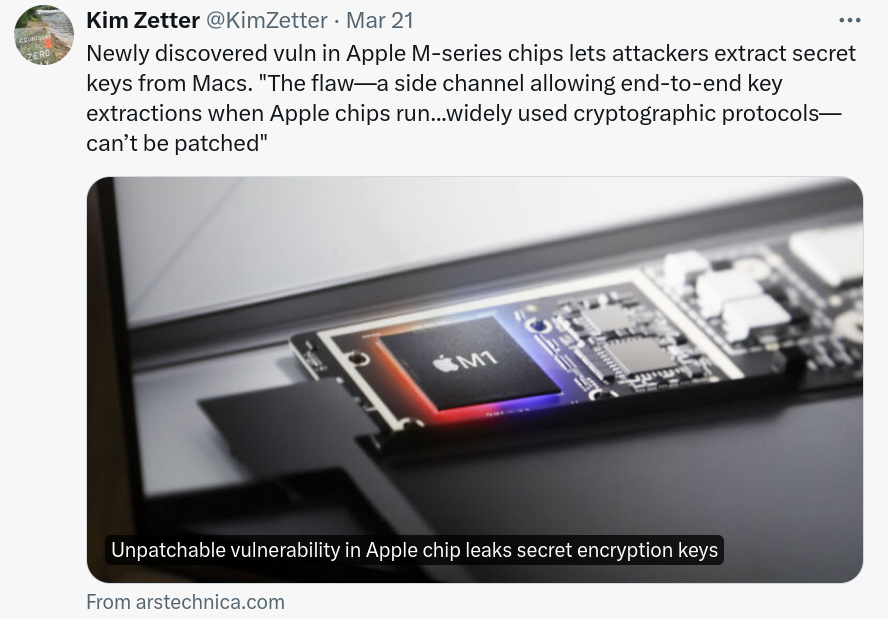 Kim Zetter @KimZetter · Mar 21
Newly discovered vuln in Apple M-series chips lets attackers extract secret
keys from Macs. "The flaw—a side channel allowing end-to-end key
extractions when Apple chips run...widely used cryptographic protocols—
can’t be patched"
M1
Unpatchable vulnerability in Apple chip leaks secret encryption keys
From arstechnica.com